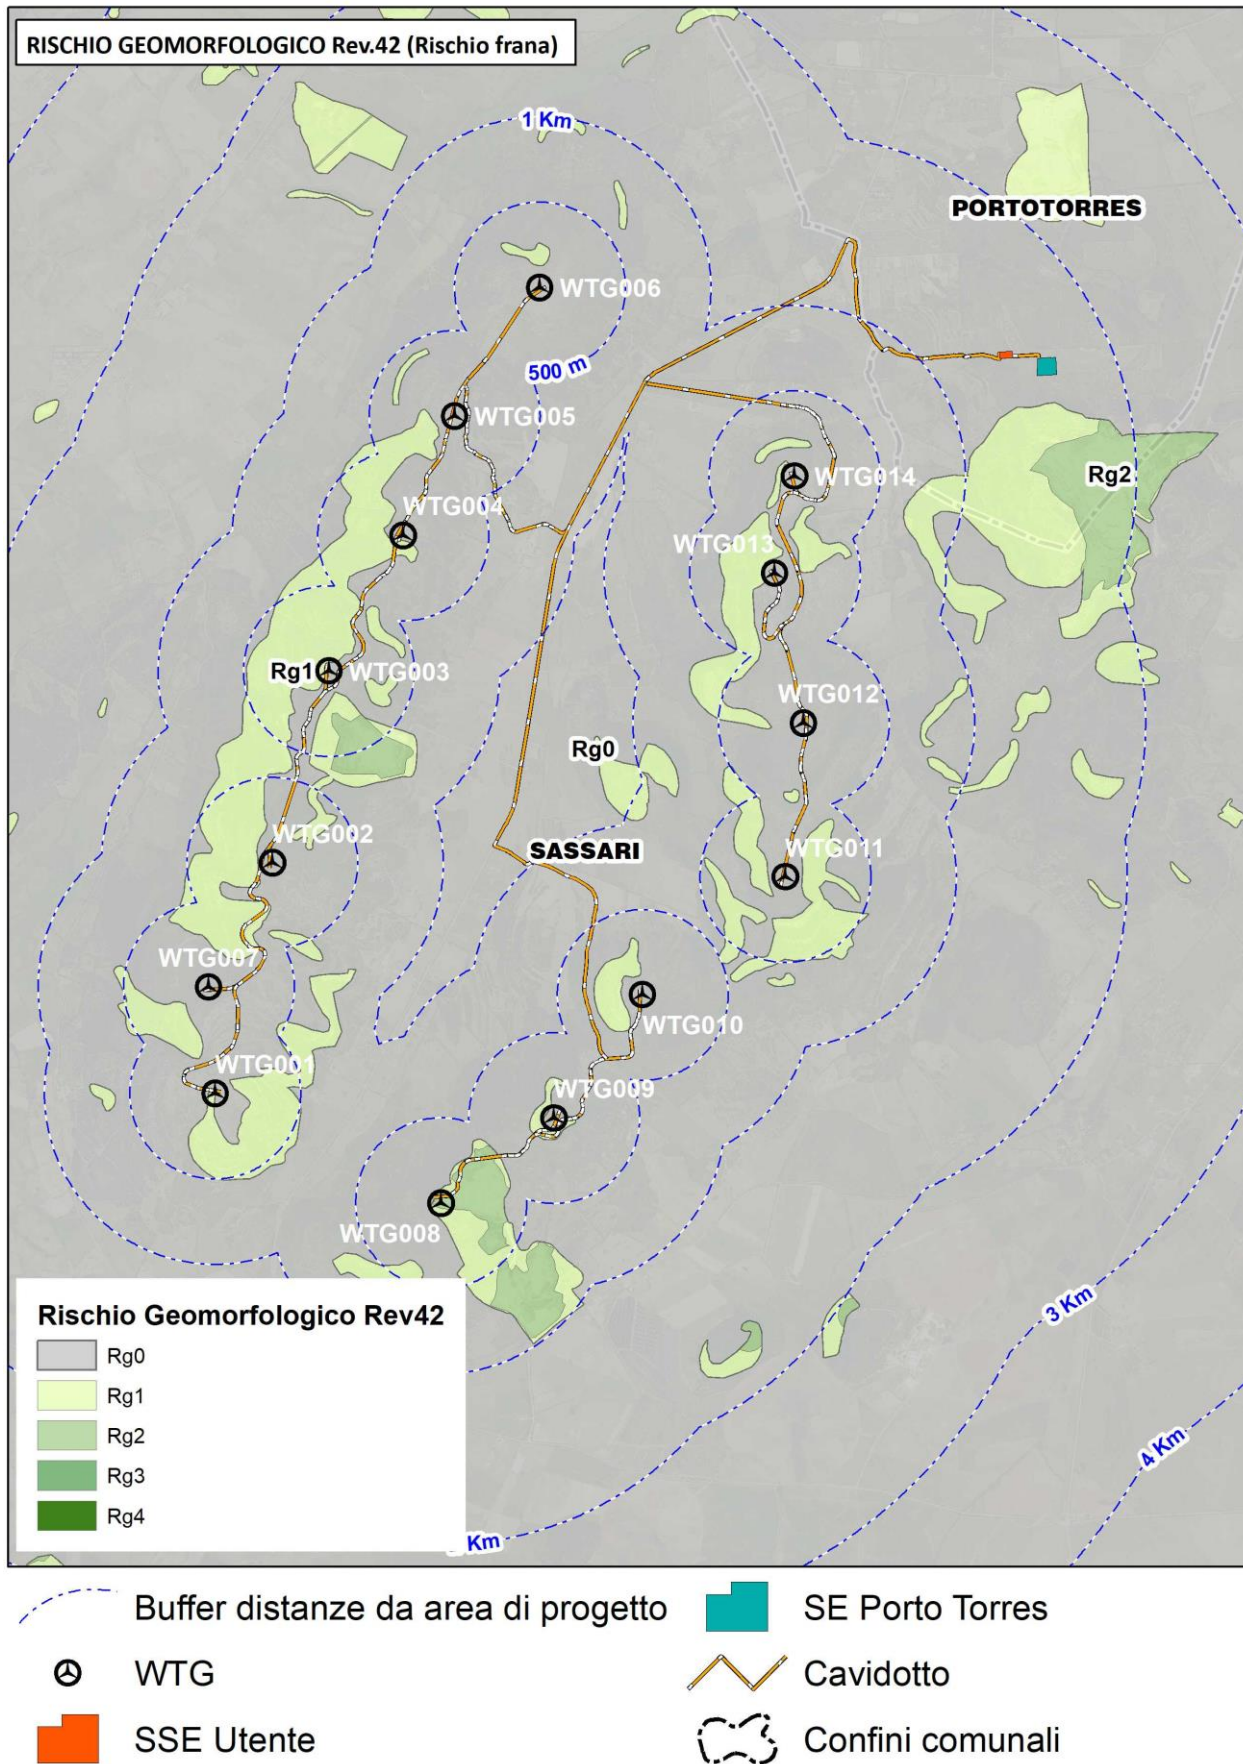 RISCHIO GEOMORFOLOGICO Rev.42 (Rischio frana)
1 Km
PORTOTORRES
WTG006
500 m
WTG005
WTG014
Rg2
WTG004
WTG013
Rg1
WTG003
WTG012
Rg0
WTG002
SASSARI
WTG011
WTG007
WTG010
WTG001
WTG009
WTG008
3 Km
4 Km
Km
Rischio Geomorfologico Rev42
Rg0
Rg1
Rg2
Rg3
Rg4
Buffer distanze da area di progetto
SE Porto Torres
WTG
Cavidotto
SSE Utente
Confini comunali